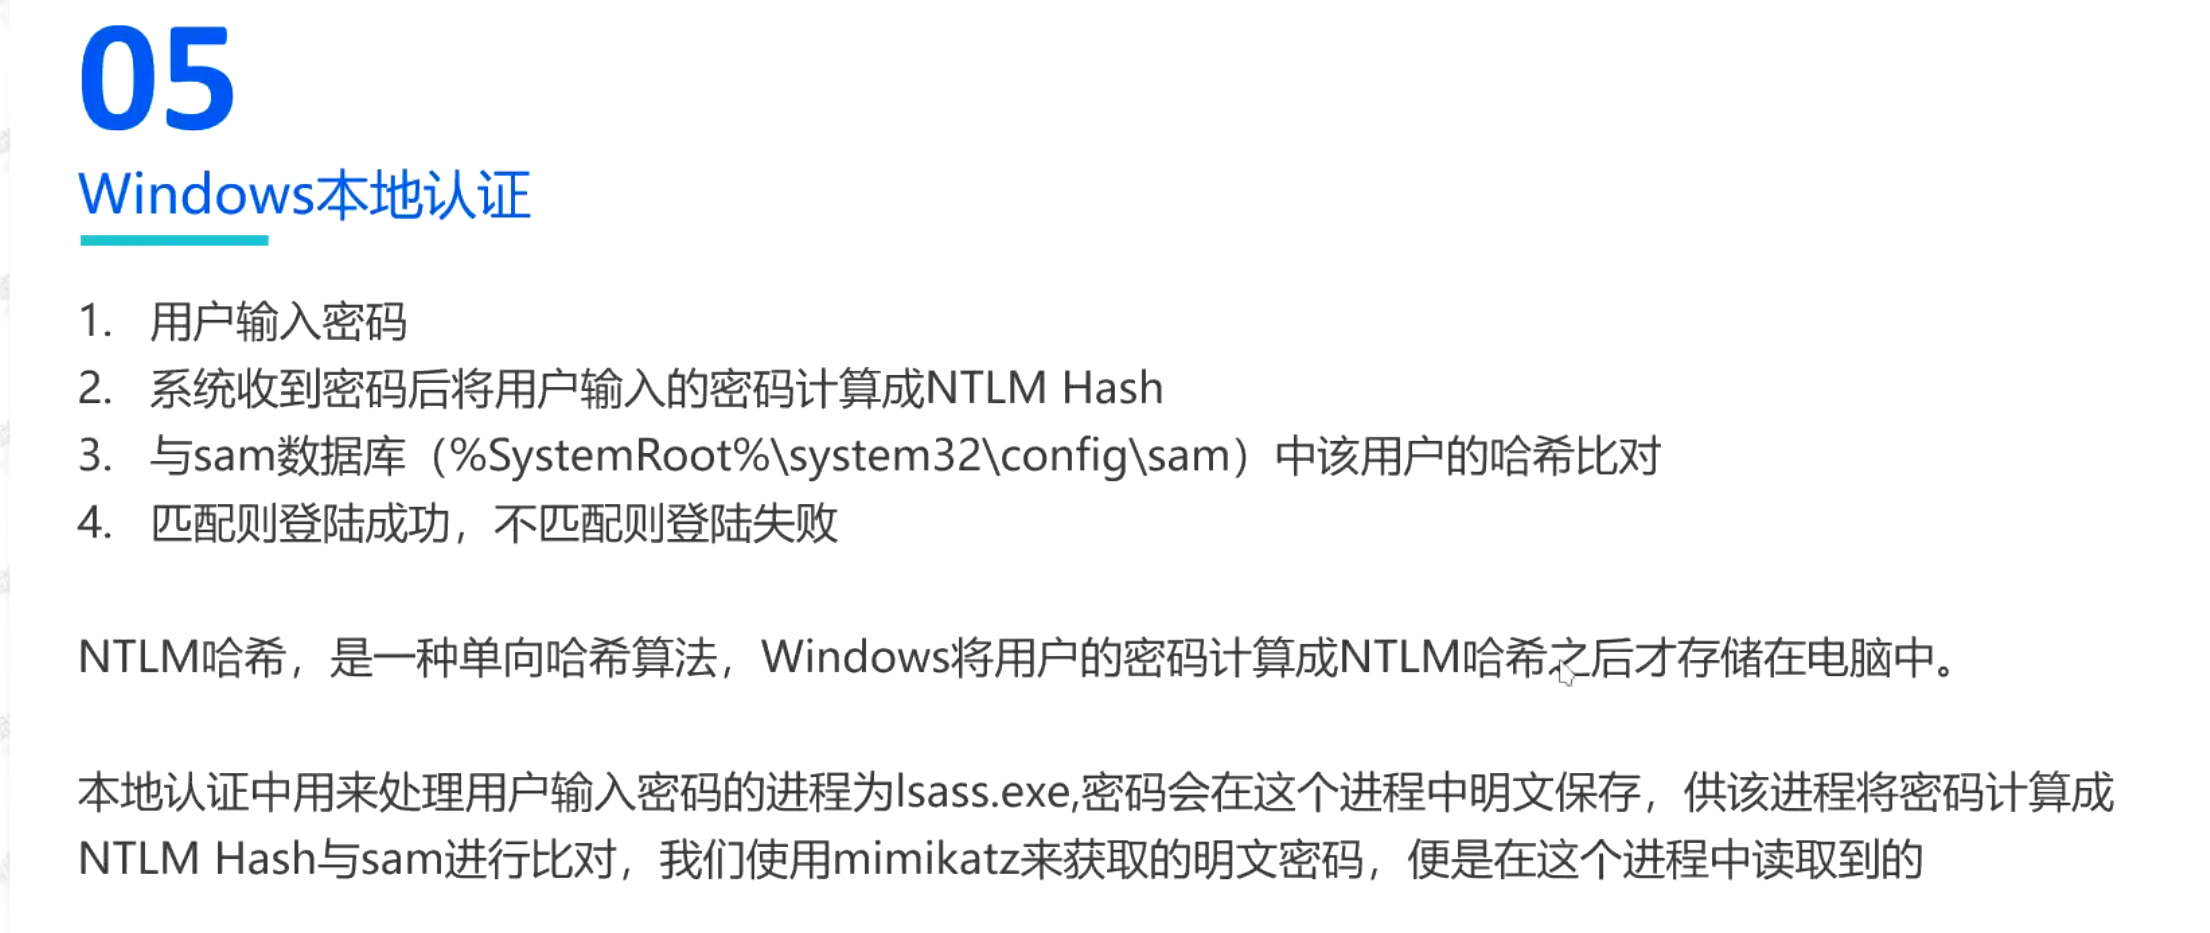 05
Windows本地认证
1. 用户输入密码
2. 系统收到密码后将用户输入的密码计算成NTLM Hash
3. 与sam数据库（%SystemRoot%\system32\config\sam）中该用户的哈希比对
4. 匹配则登陆成功，不匹配则登陆失败
NTLM哈希，是一种单向哈希算法，Windows将用户的密码计算成NTLM哈希之后才存储在电脑中。
本地认证中用来处理用户输入密码的进程为lsass.exe,密码会在这个进程中明文保存，供该进程将密码计算成
NTLM Hash与sam进行比对，我们使用mimikatz来获取的明文密码，便是在这个进程中读取到的